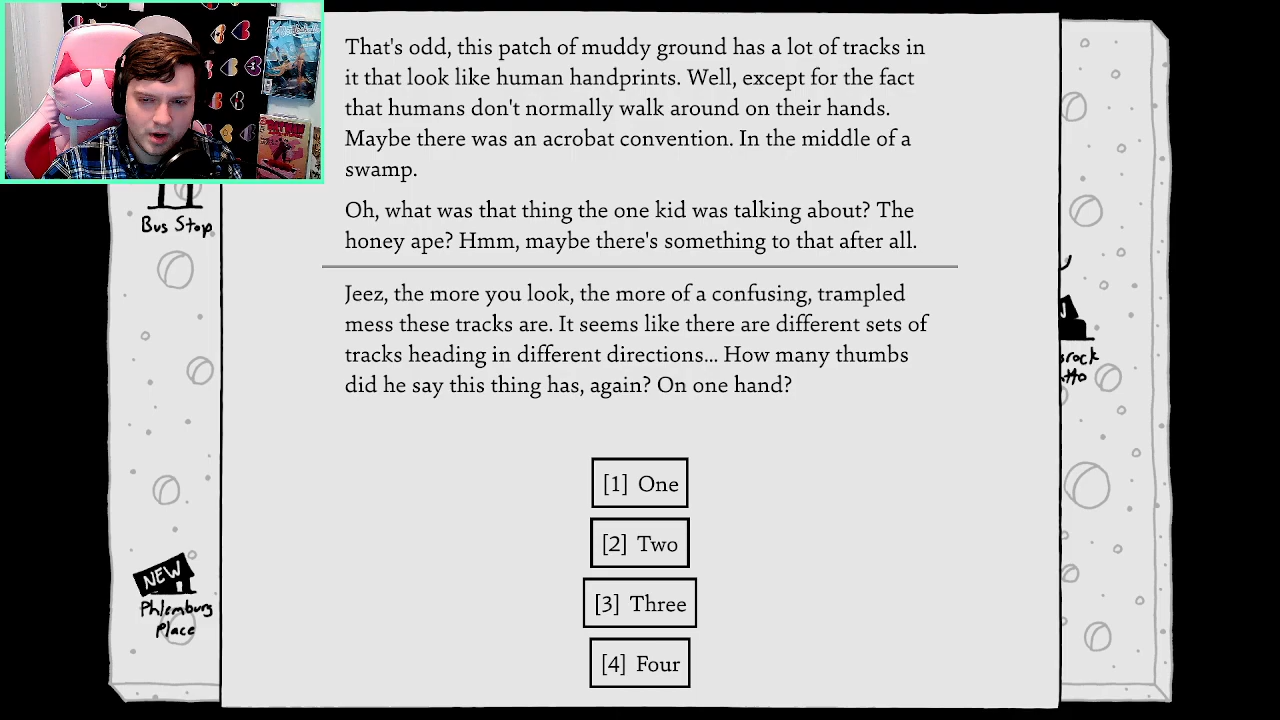 That's odd, this patch of muddy ground has a lot of tracks in
it that look like human handprints. Well, except for the fact
that humans don't normally walk around on their hands.
Maybe there was an acrobat convention. In the middle of a
swamp.
Oh, what was that thing the one kid was talking about? The
honey ape? Hmm, maybe there's something to that after all.
Jeez, the more you look, the more of a confusing, trampled
mess these tracks are. It seems like there are different sets of
tracks heading in different directions... How many thumbs
did he say this thing has, again? On one hand?
[1] One
[2] Two
[3] Three
[4] Four
Bus Stop
NEW
Phlemburg
Place